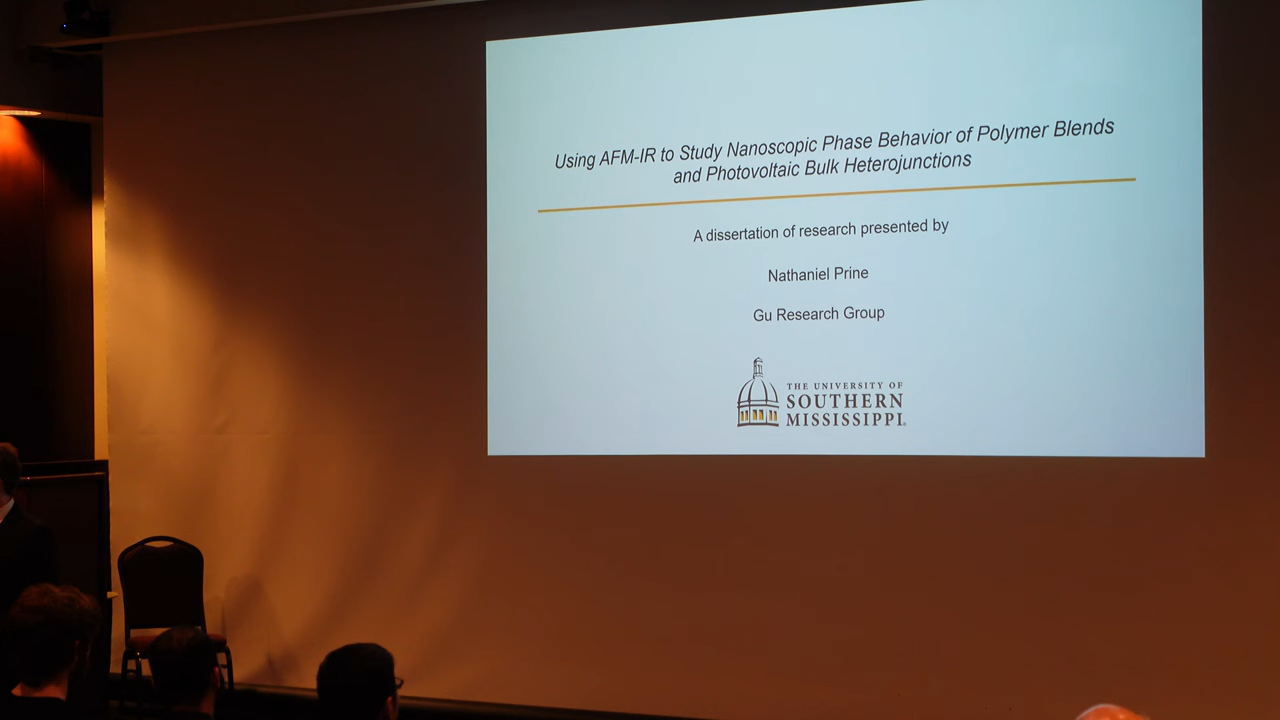 Using AFM-IR to Study Nanoscopic Phase Behavior of Polymer Blends
and Photovoltaic Bulk Heterojunctions
A dissertation of research presented by
Nathaniel Prine
Gu Research Group
THE UNIVERSITY OF
SOUTHERN
MISSISSIPPI®